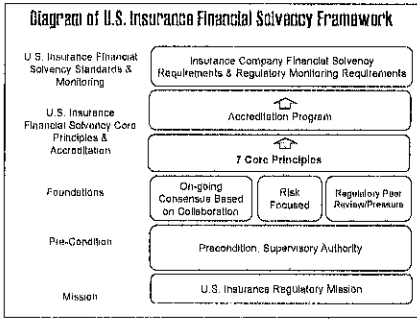 Diagram of U.S. Insurance Financial Solvency Framework
U.S. Insurance Financial
Solvency Standards &
Monitoring
Insurance Company Financial Solvency
Requirements & Regulatory Monitoring Requirements
U.S. Insurance
Financial Solvency Core
Principles &
Accreditation
Accreditation Program
7 Core Principles
Foundations
On-going
Consensus Based
on Collaboration
Risk
Focused
Regulatory Peer
Review/Pressure
Pre-Condition
Precondition, Supervisory Authority
Mission
U.S. Insurance Regulatory Mission